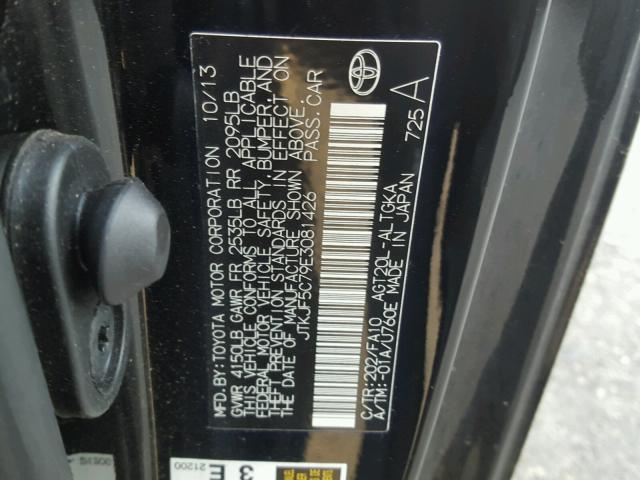 MFD.BY: TOYOTA MOTOR CORPORATION 10/13
GVWR 4150LB GAWR FR 2535LB RR 2095LB
THIS VEHICLE CONFORMS TO ALL APPLICABLE
FEDERAL MOTOR VEHICLE SAFETY, BUMPER, AND
THEFT PREVENTION STANDARDS IN EFFECT ON
DATE OF MANUFACTURE SHOWN ABOVE.
JTKJF5C79E3081426 PASS. CAR
C/TR: 202/FA10 AGT20L-ALTGKA
A/TM: -01A/U760E MADE IN JAPAN 725 A
21200